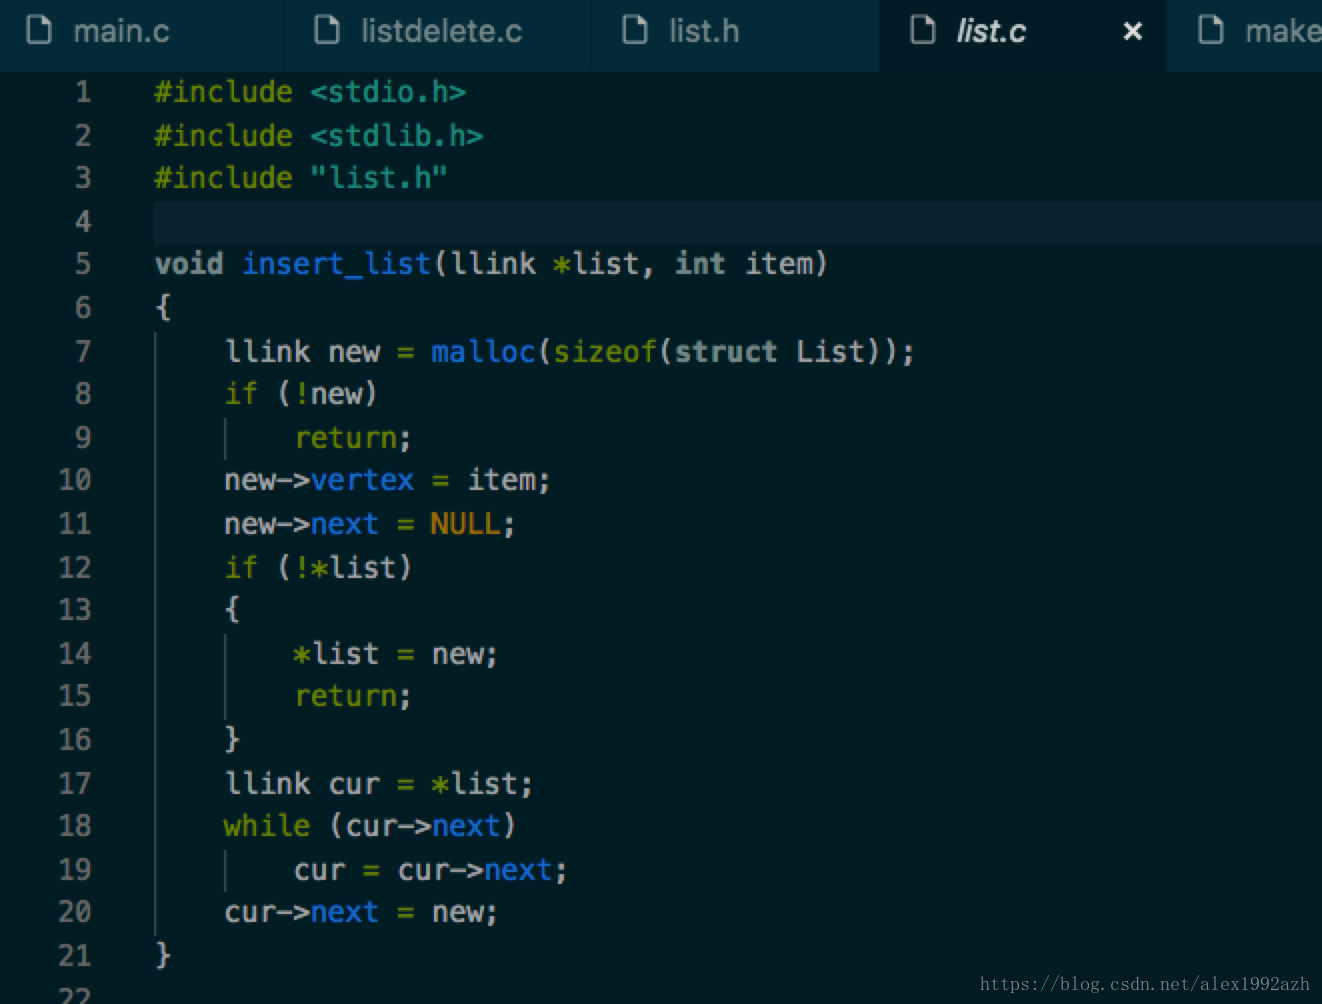 main.c listdelete.c list.h list.c × make
1 #include <stdio.h>
2 #include <stdlib.h>
3 #include "list.h"
4
5 void insert_list(llink *list, int item)
6 {
7     llink new = malloc(sizeof(struct List));
8     if (!new)
9         return;
10     new->vertex = item;
11     new->next = NULL;
12     if (!*list)
13     {
14         *list = new;
15         return;
16     }
17     llink cur = *list;
18     while (cur->next)
19         cur = cur->next;
20     cur->next = new;
21 }
22
https://blog.csdn.net/alex1992azh